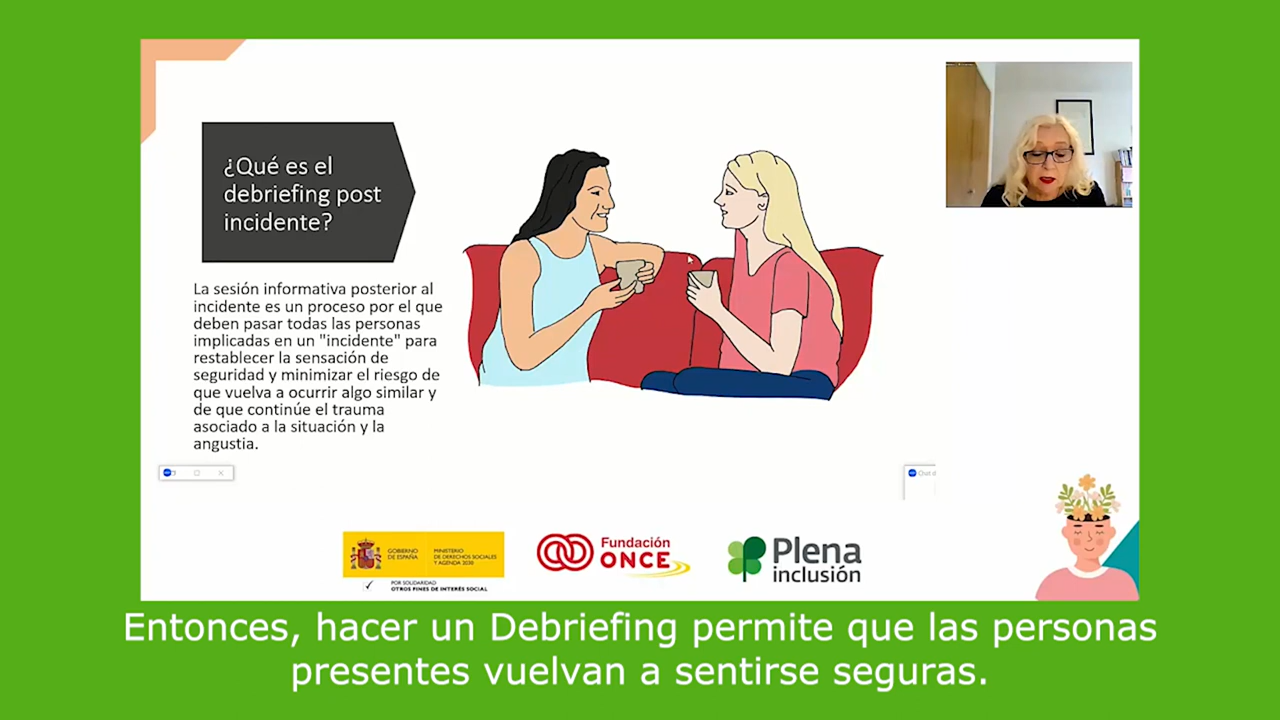 ¿Qué es el
debriefing post
incidente?
La sesión informativa posterior al
incidente es un proceso por el que
deben pasar todas las personas
implicadas en un "incidente" para
restablecer la sensación de
seguridad y minimizar el riesgo de
que vuelva a ocurrir algo similar y
de que continúe el trauma
asociado a la situación y la
angustia.
GOBIERNO
DE ESPAÑA
MINISTERIO
DE DERECHOS SOCIALES
Y AGENDA 2030
POR SOLIDARIDAD
OTROS FINES DE INTERÉS SOCIAL
Fundación
ONCE
Plena
inclusión
Entonces, hacer un Debriefing permite que las personas
presentes vuelvan a sentirse seguras.